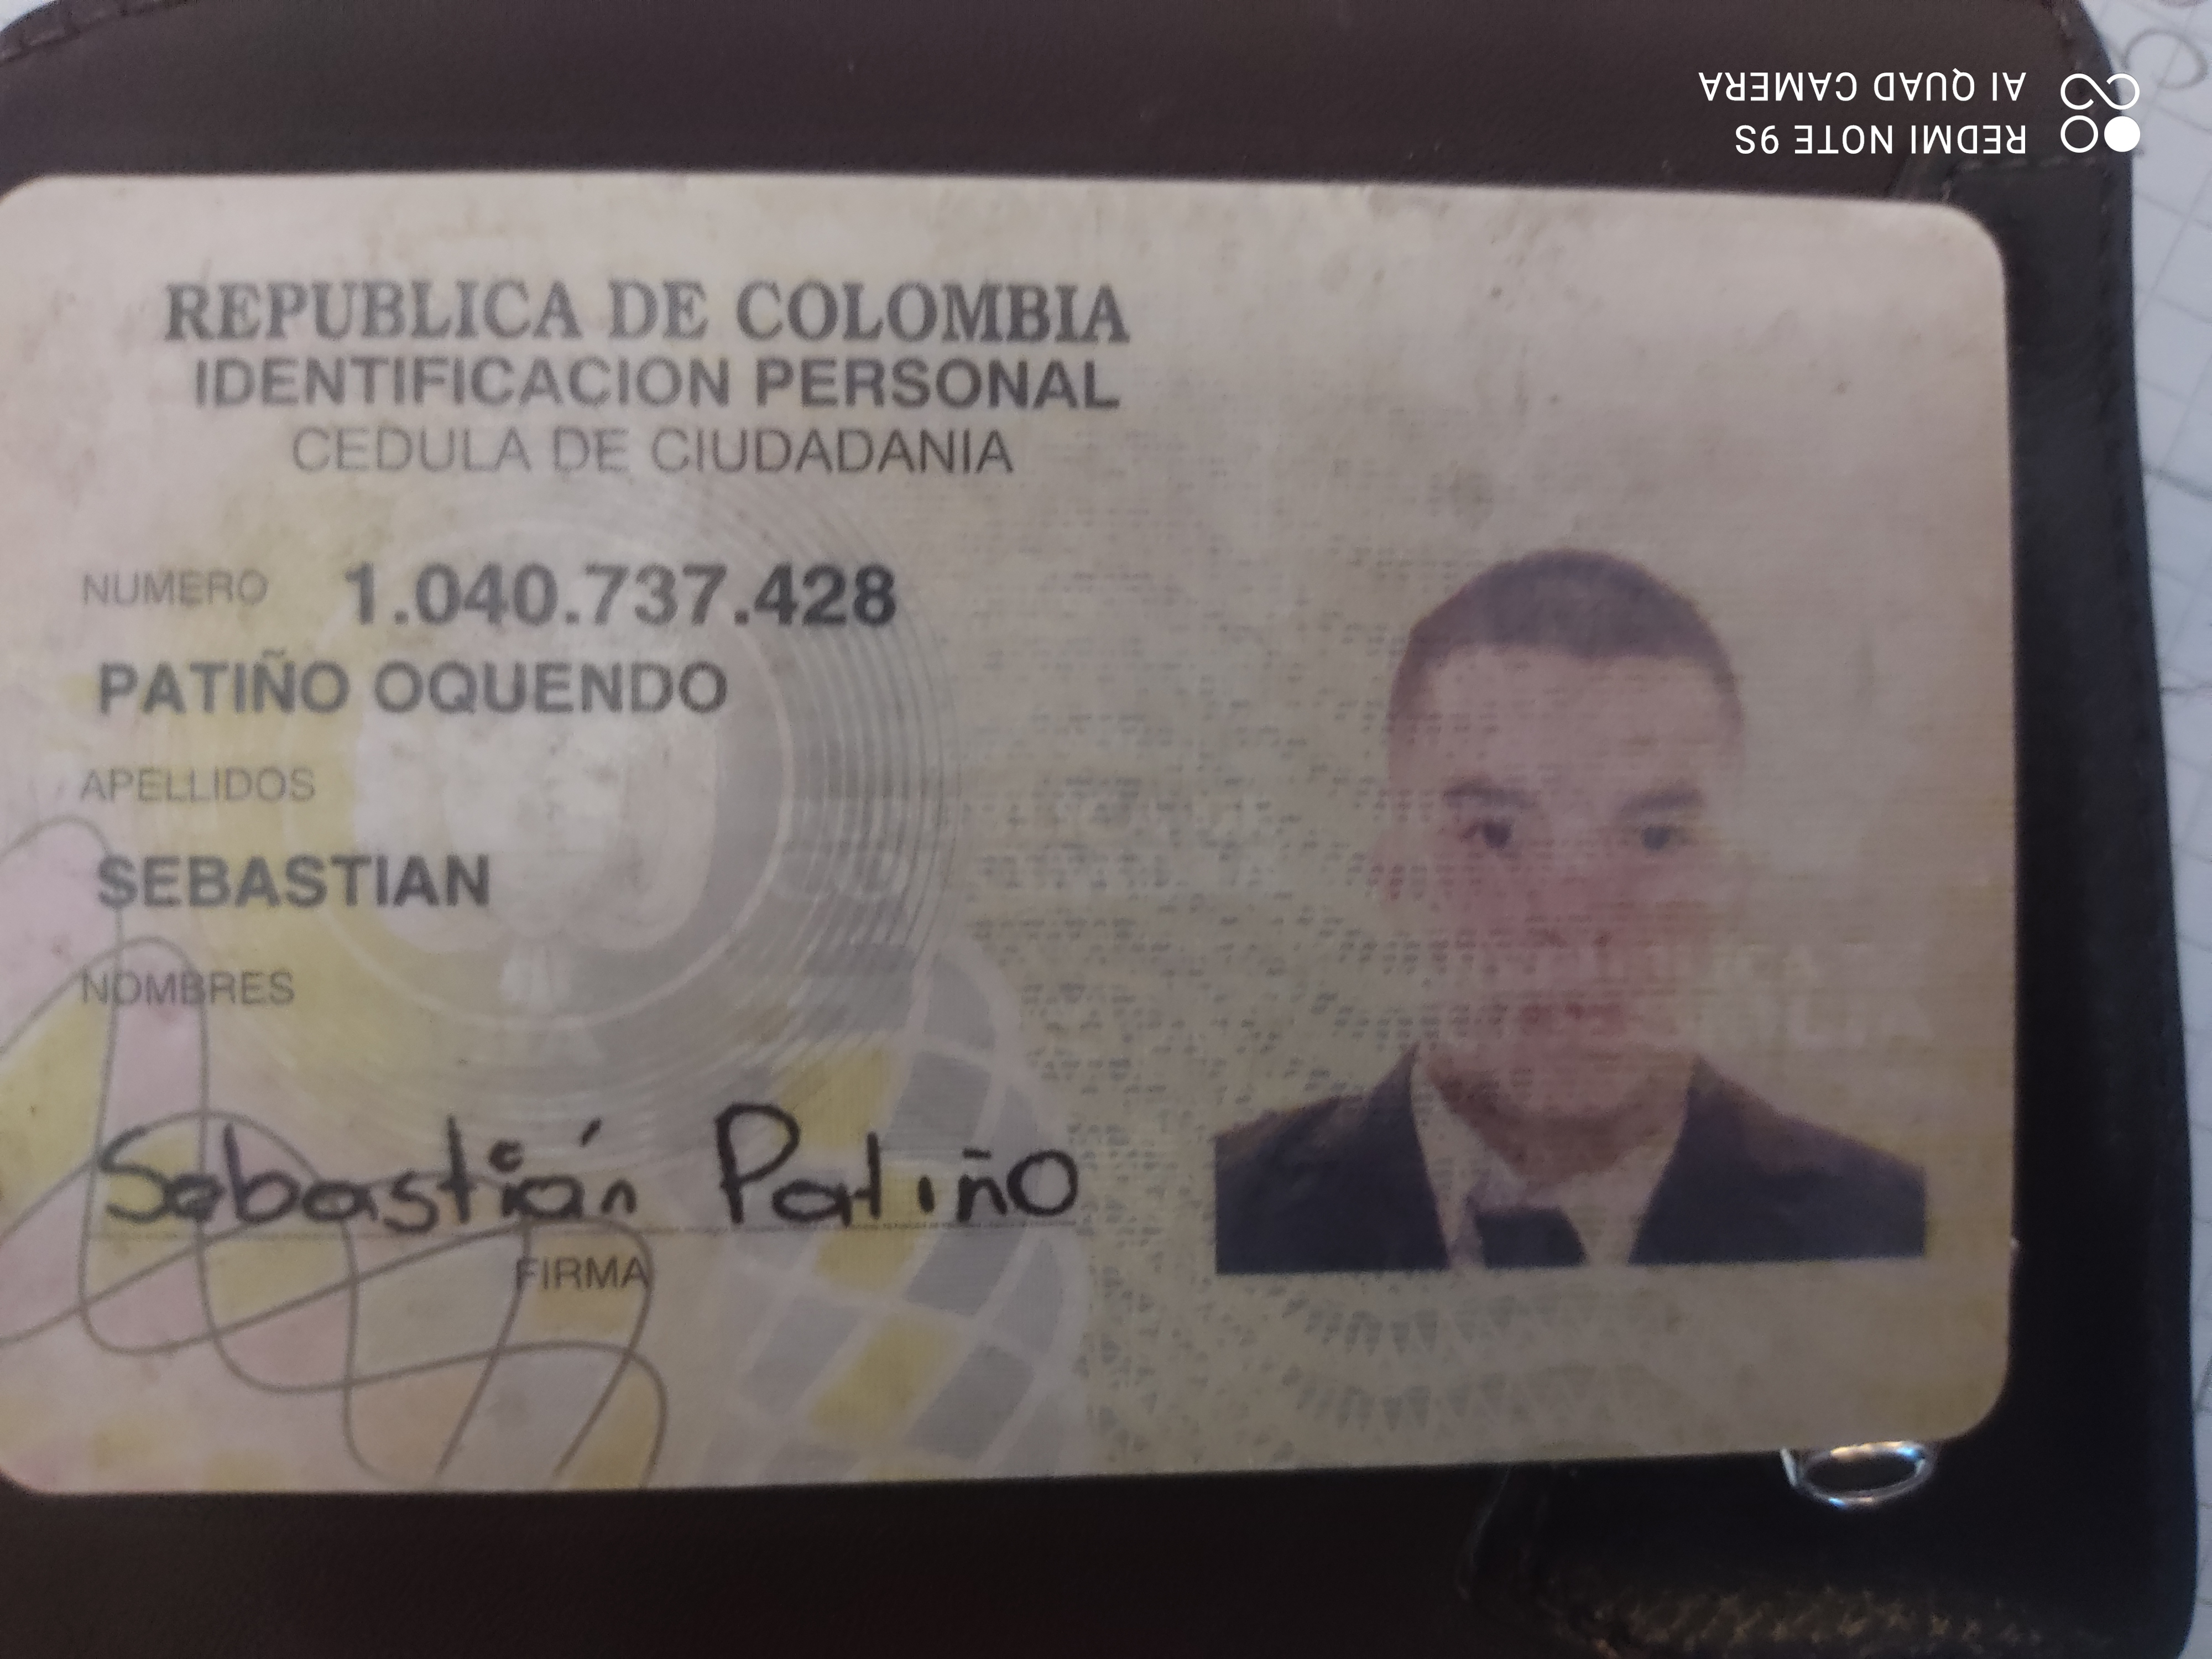 REPUBLICA DE COLOMBIA
IDENTIFICACION PERSONAL
CEDULA DE CIUDADANIA
NUMERO 1.040.737.428
PATIÑO OQUENDO
APELLIDOS
SEBASTIAN
NOMBRES
Sebastián Patiño
FIRMA
REDMI NOTE 9S
AI QUAD CAMERA